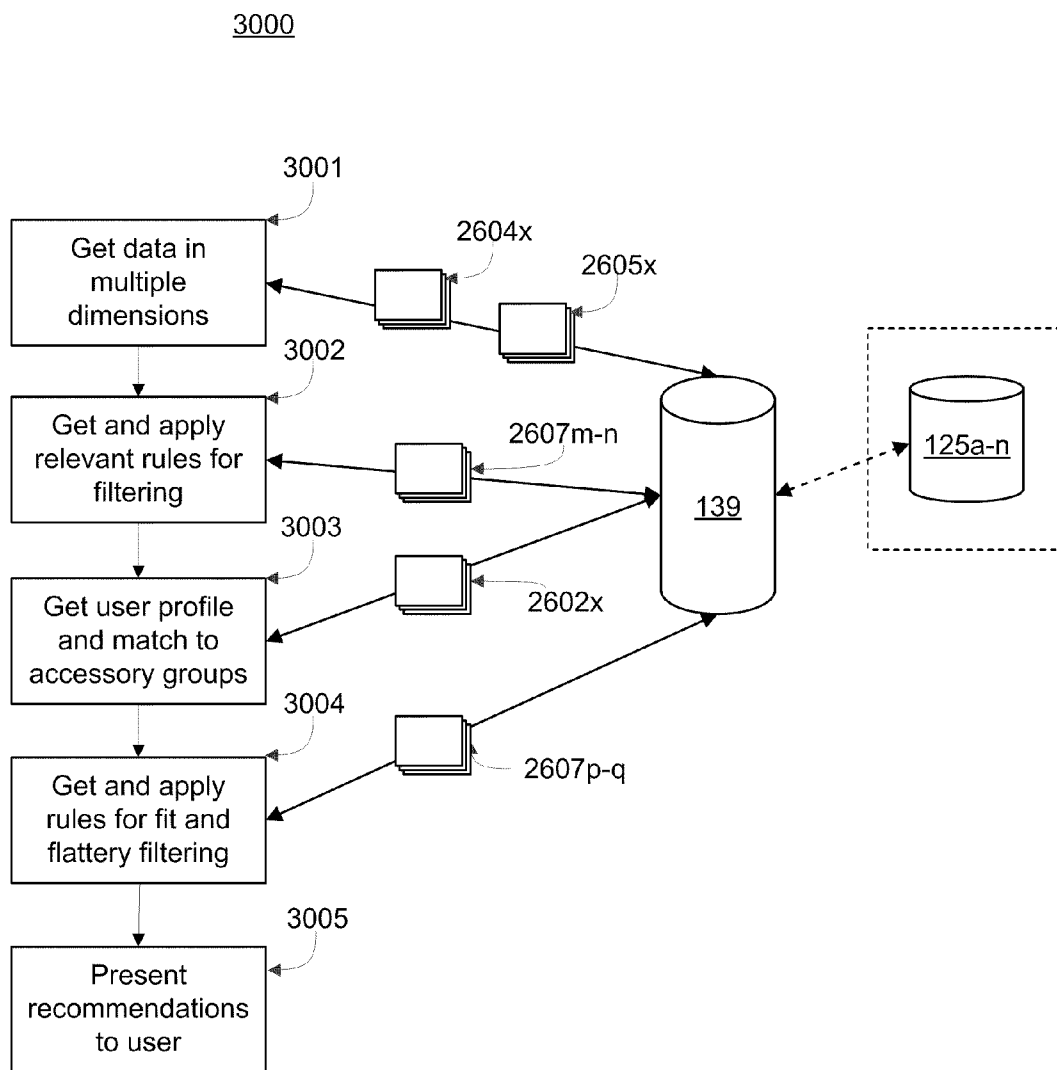 3000
3001
Get data in
multiple
dimensions
2604x
2605x
3002
Get and apply
relevant rules for
filtering
2607m-n
139
125a-n
3003
Get user profile
and match to
accessory groups
2602x
3004
Get and apply
rules for fit and
flattery filtering
2607p-q
3005
Present
recommendations
to user